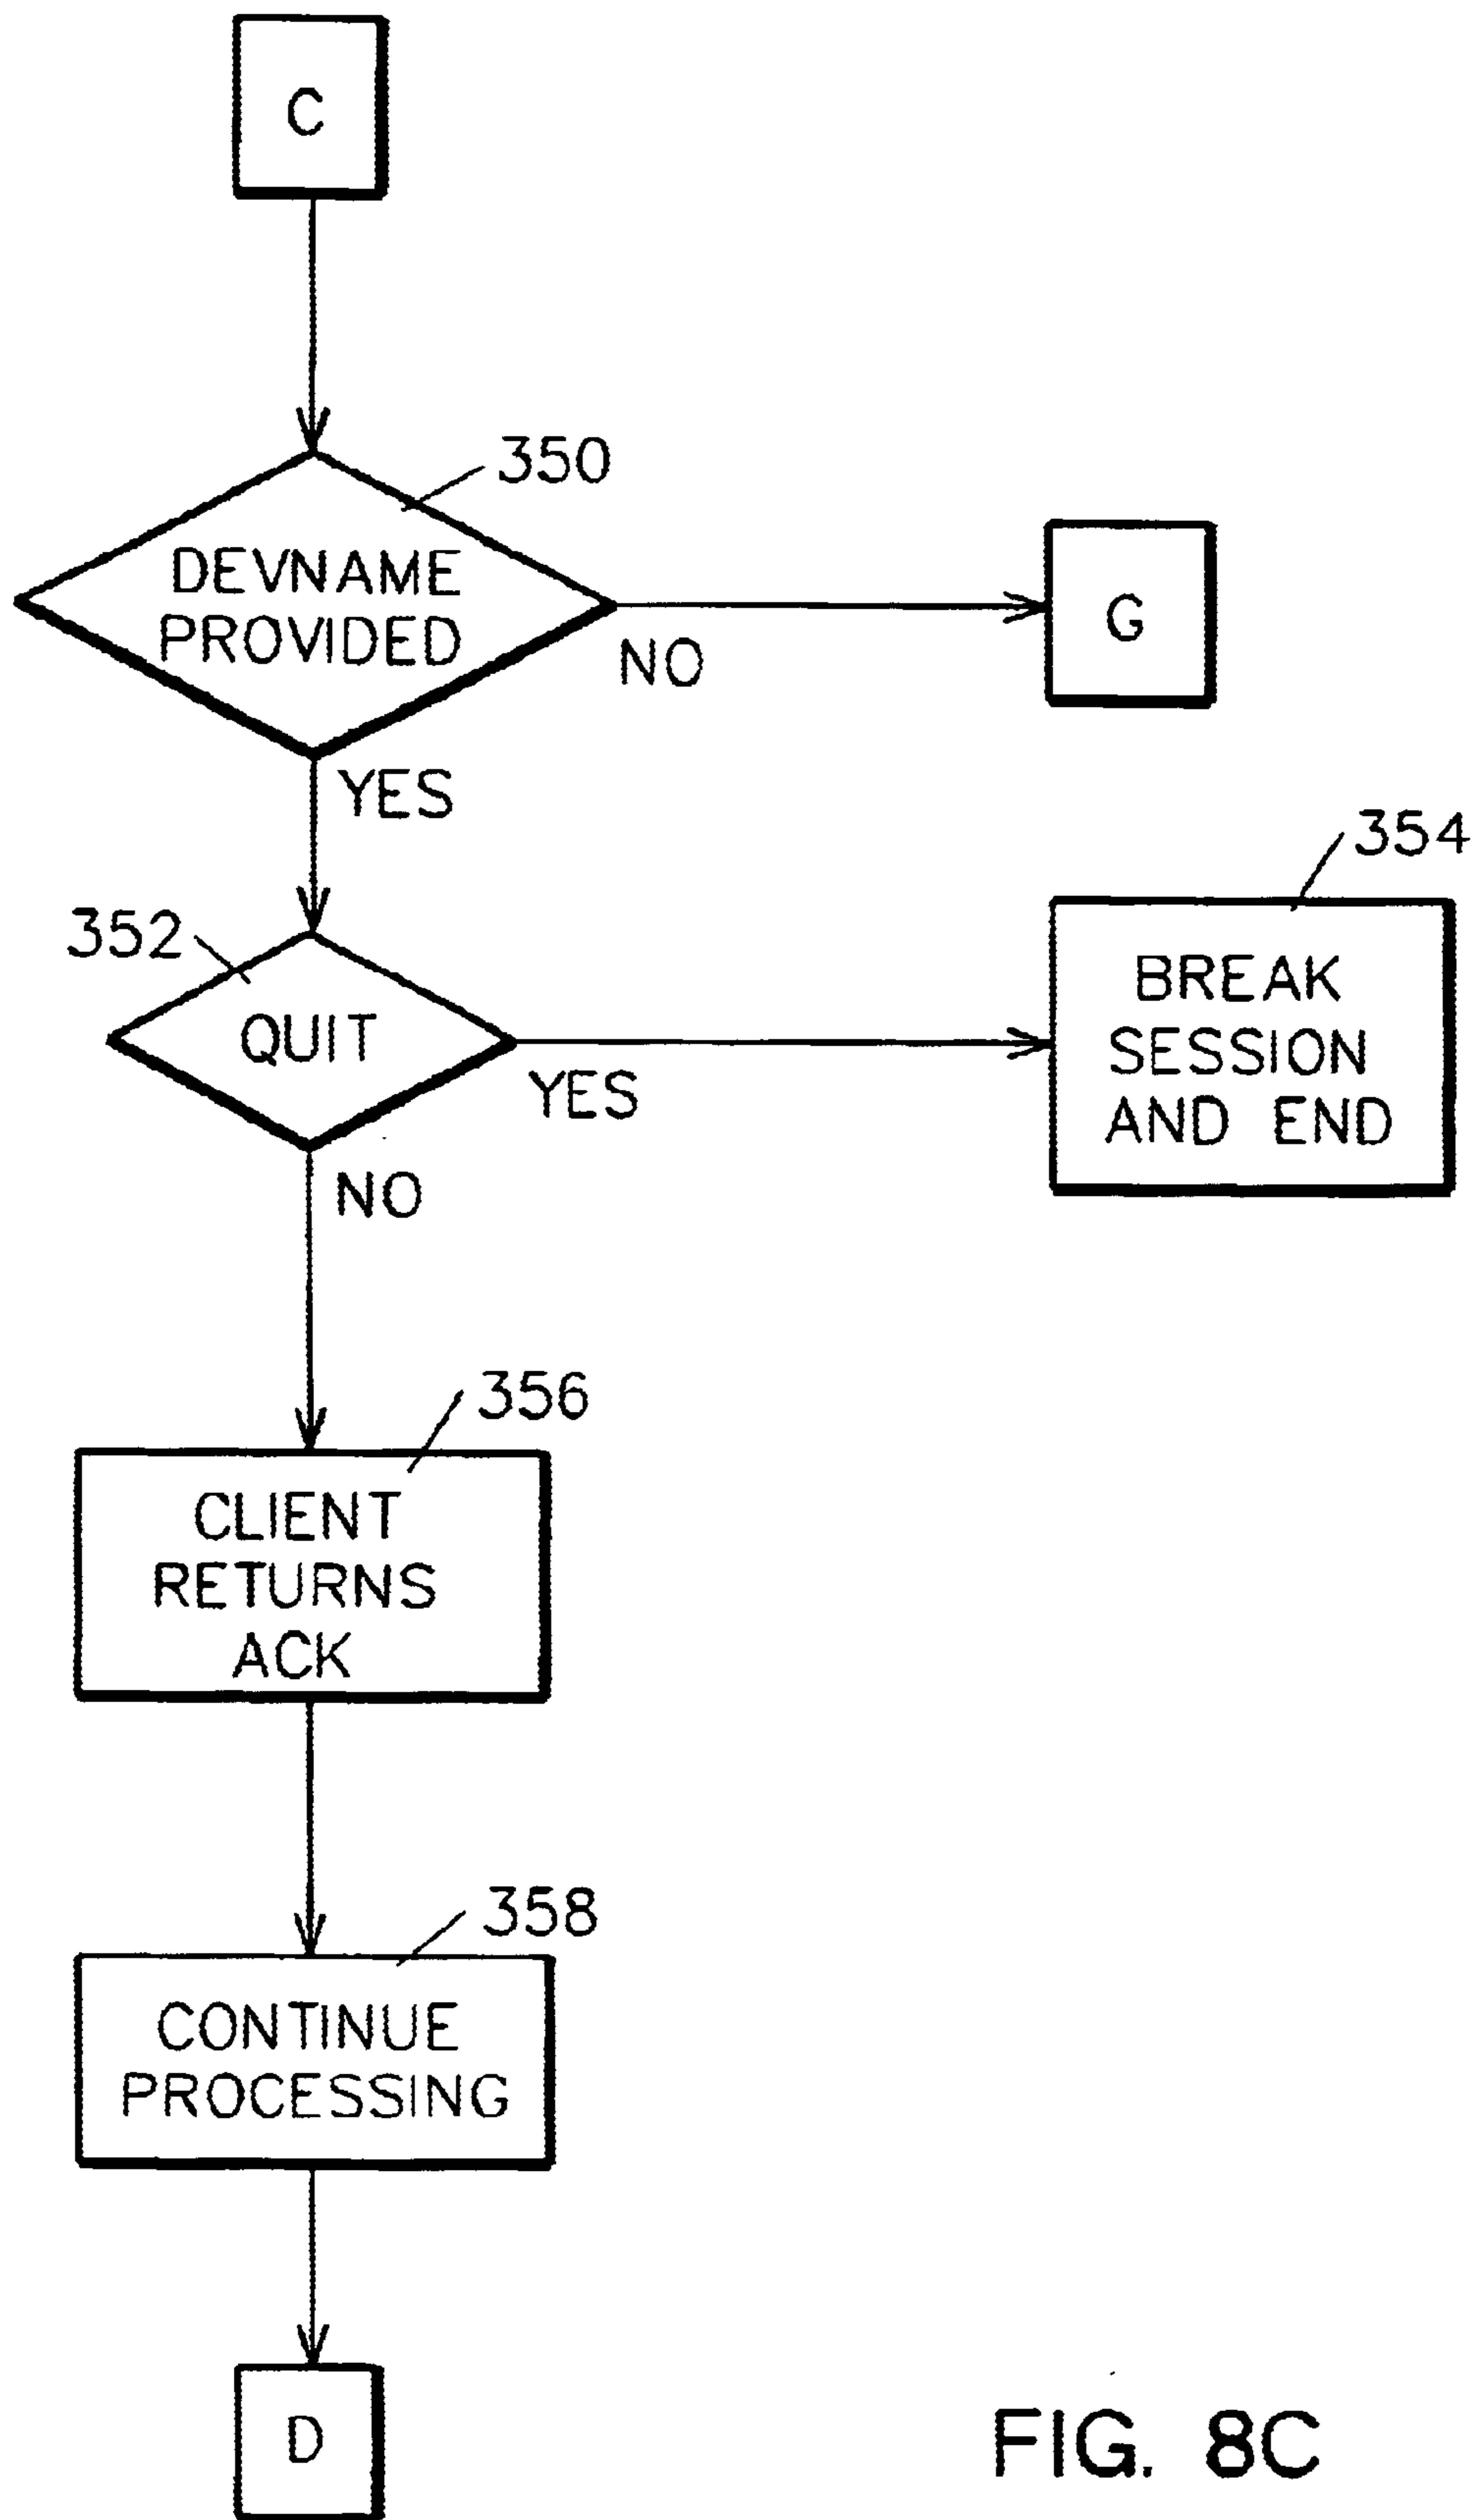 C
350
DEVNAME
PROVIDED
NO
G
YES
354
352
QUIT
YES
BREAK
SESSION
AND END
NO
356
CLIENT
RETURNS
ACK
358
CONTINUE
PROCESSING
D
FIG. 8C